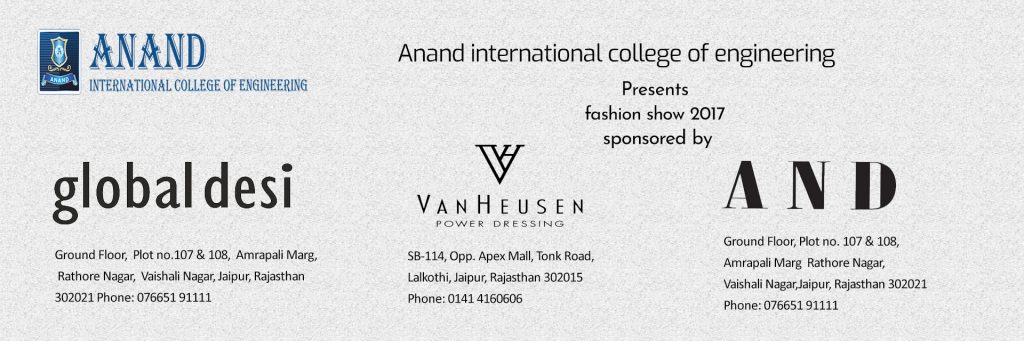 ANAND
ANAND
INTERNATIONAL COLLEGE OF ENGINEERING
Anand international college of engineering
Presents
fashion show 2017
sponsored by
global desi
Ground Floor, Plot no.107 & 108, Amrapali Marg,
Rathore Nagar, Vaishali Nagar, Jaipur, Rajasthan
302021 Phone: 076651 91111
VH
VANHEUSEN
POWER DRESSING
SB-114, Opp. Apex Mall, Tonk Road,
Lalkothi, Jaipur, Rajasthan 302015
Phone: 0141 4160606
AND
Ground Floor, Plot no. 107 & 108,
Amrapali Marg Rathore Nagar,
Vaishali Nagar,Jaipur, Rajasthan 302021
Phone: 076651 91111